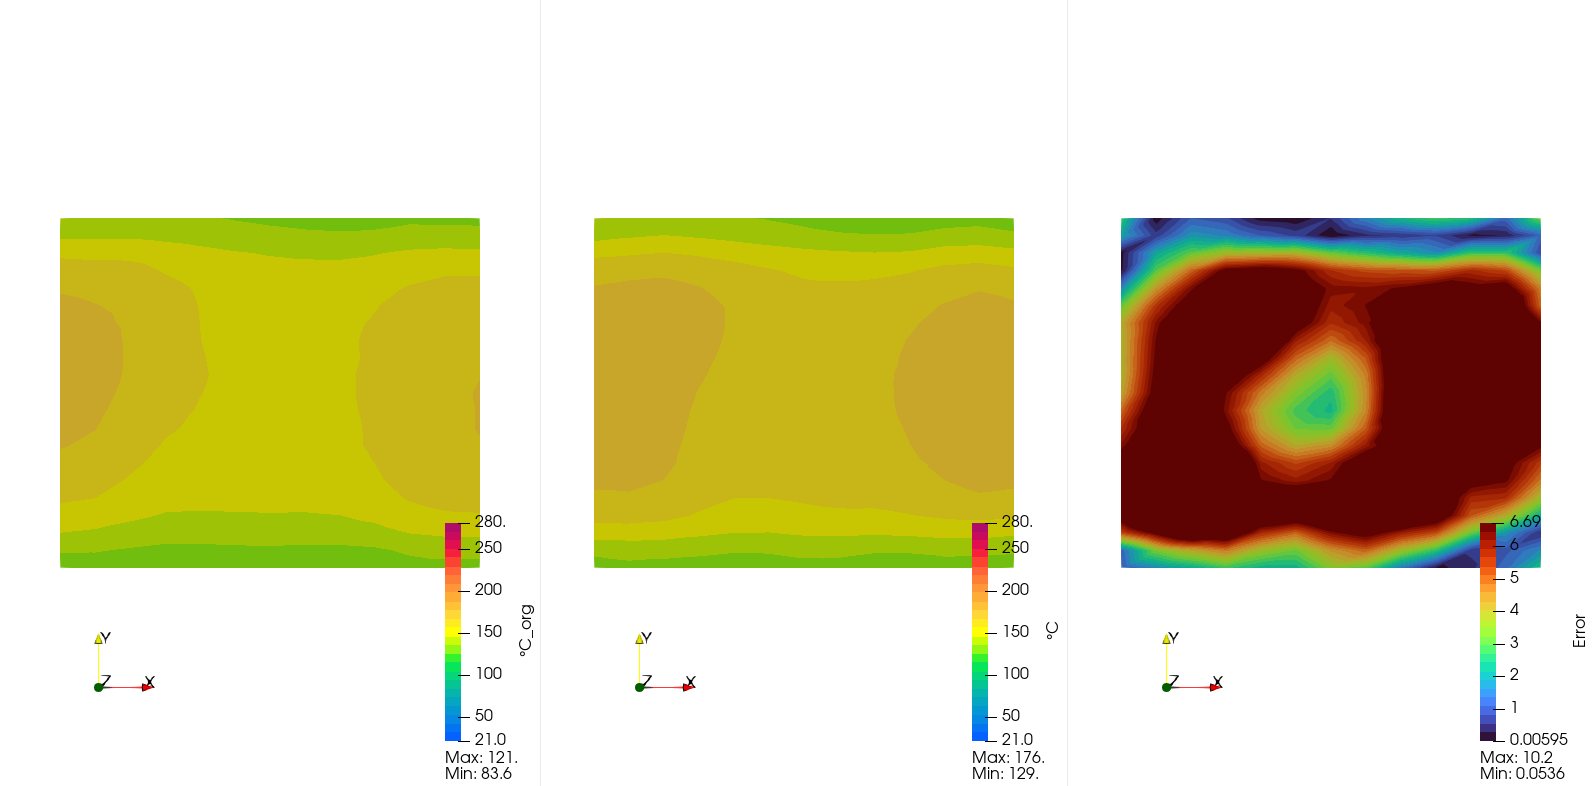 280.
250
200
150
100
50
21.0
°C_org
Max: 121.
Min: 83.6
Y
Z
X
280.
250
200
150
100
50
21.0
°C
Max: 176.
Min: 129.
Y
Z
X
6.69
6
5
4
3
2
1
0.00595
Error
Max: 10.2
Min: 0.0536
Y
Z
X